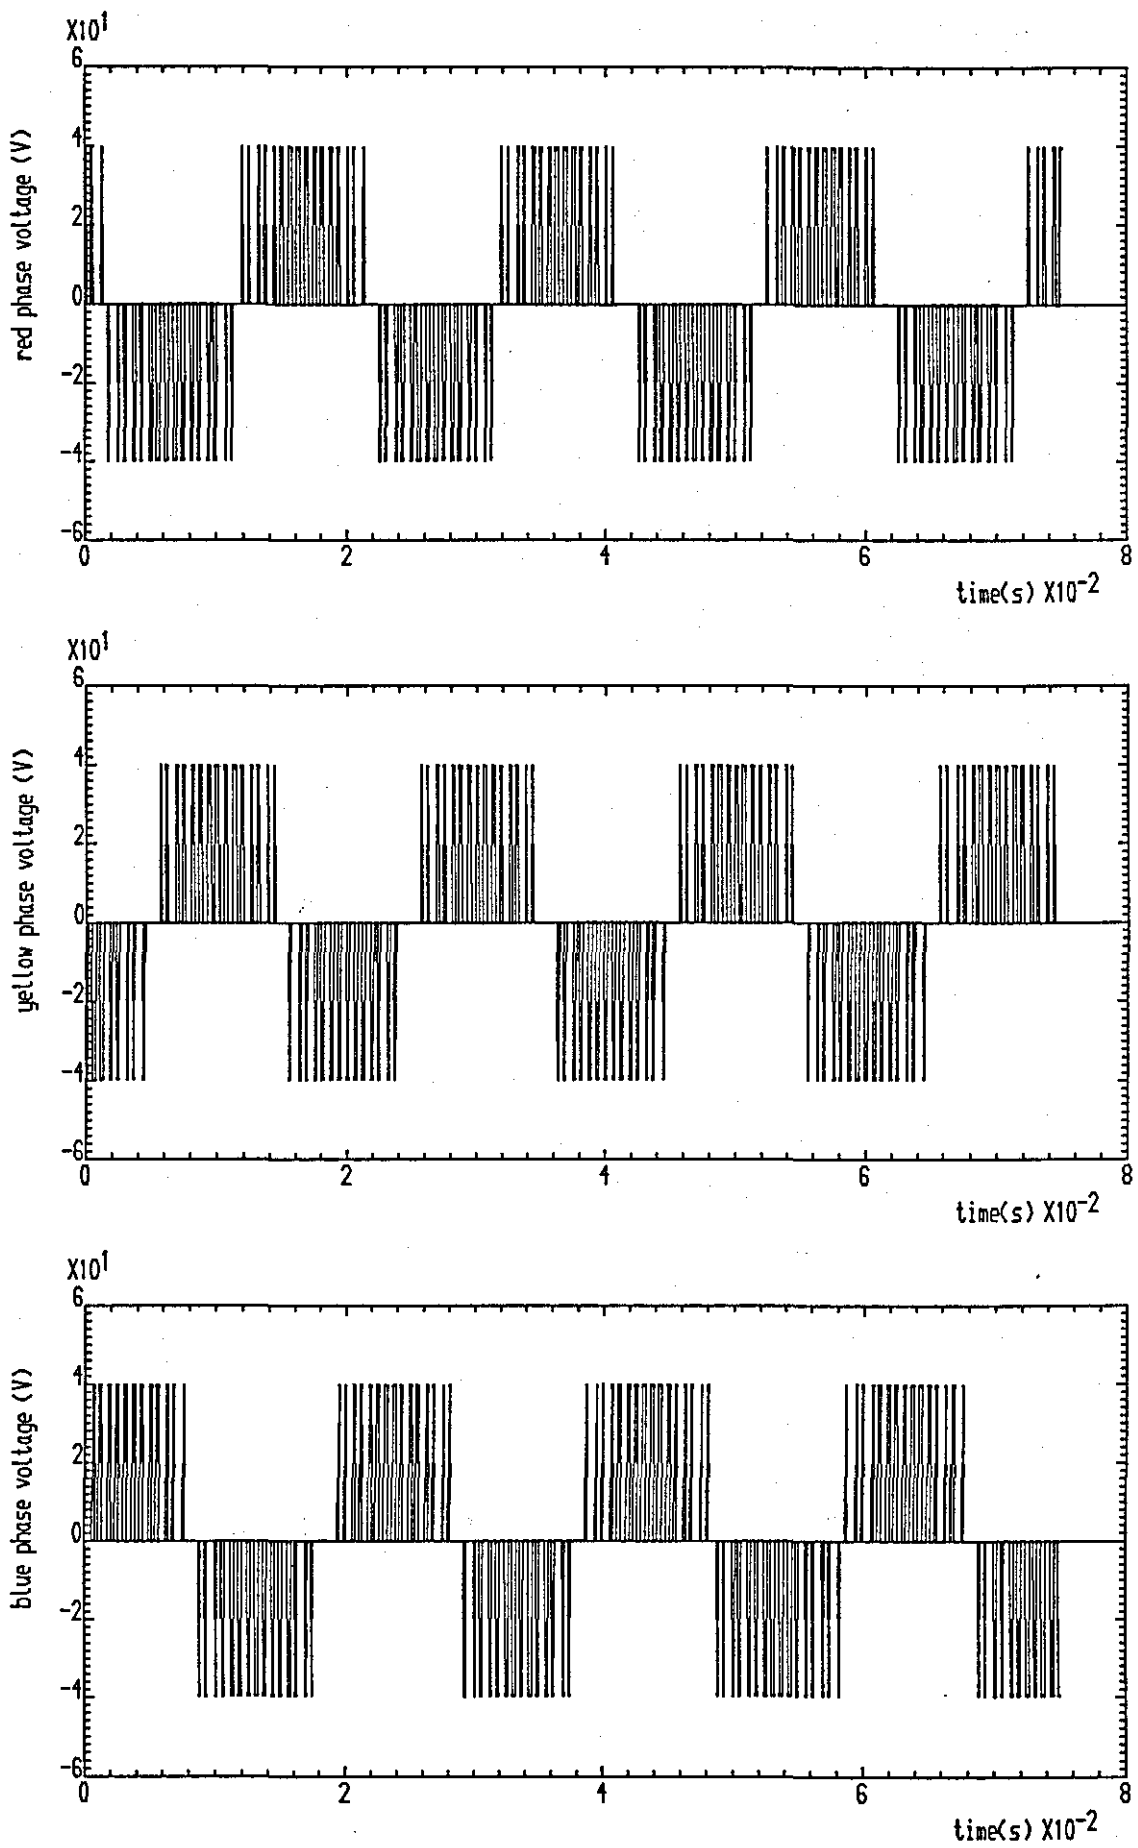 X10¹
6
4
2
0
-2
-4
-6
red phase voltage (V)
0 2 4 6 8
time(s) X10⁻²
X10¹
6
4
2
0
-2
-4
-6
yellow phase voltage (V)
0 2 4 6 8
time(s) X10⁻²
X10¹
6
4
2
0
-2
-4
-6
blue phase voltage (V)
0 2 4 6 8
time(s) X10⁻²